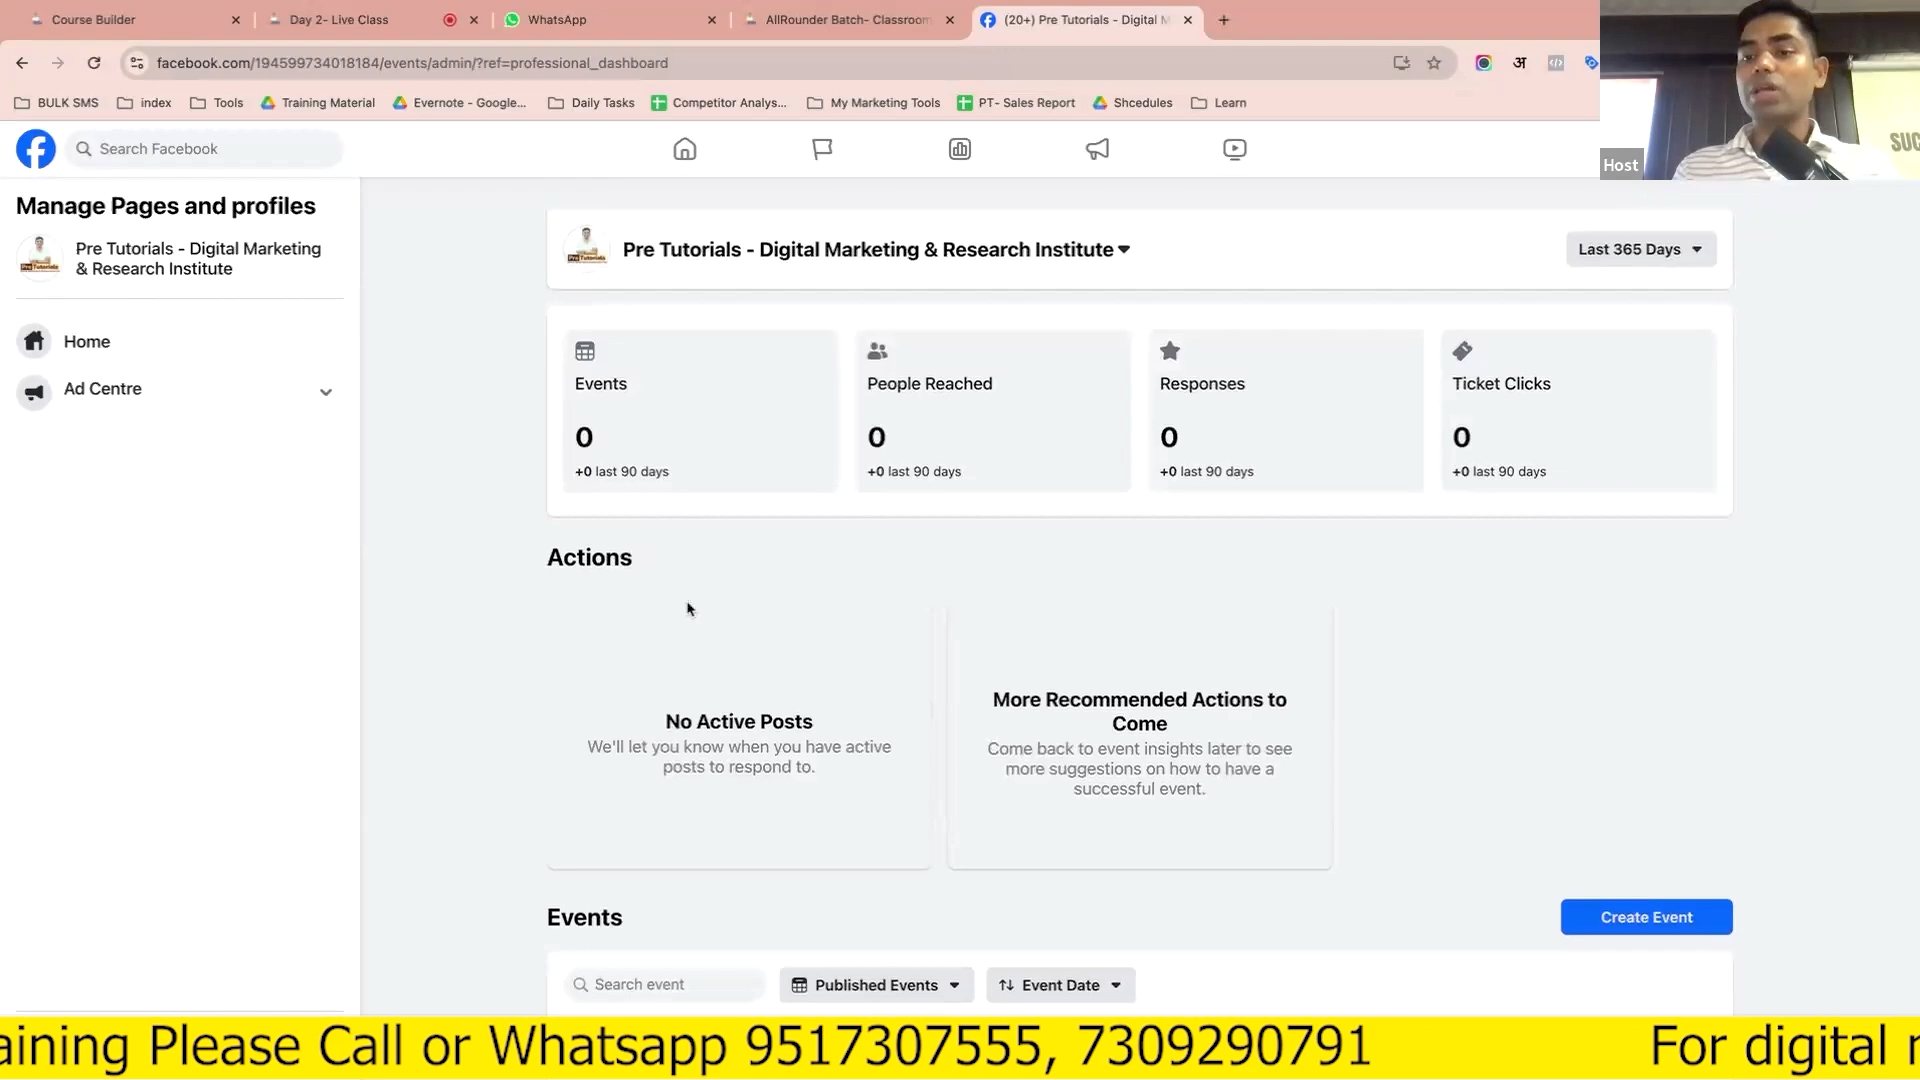 Course Builder
Day 2- Live Class
WhatsApp
AllRounder Batch- Classroom
(20+) Pre Tutorials - Digital M
facebook.com/194599734018184/events/admin/?ref=professional_dashboard
अ
BULK SMS
index
Tools
Training Material
Evernote - Google...
Daily Tasks
Competitor Analys...
My Marketing Tools
PT- Sales Report
Shcedules
Learn
Search Facebook
SUC
Host
Manage Pages and profiles
Pre Tutorials - Digital Marketing
& Research Institute
Home
Ad Centre
Pre Tutorials - Digital Marketing & Research Institute
Last 365 Days
Events
0
+0 last 90 days
People Reached
0
+0 last 90 days
Responses
0
+0 last 90 days
Ticket Clicks
0
+0 last 90 days
Actions
No Active Posts
We'll let you know when you have active
posts to respond to.
More Recommended Actions to
Come
Come back to event insights later to see
more suggestions on how to have a
successful event.
Events
Create Event
Search event
Published Events
Event Date
aining Please Call or Whatsapp 9517307555, 7309290791
For digital